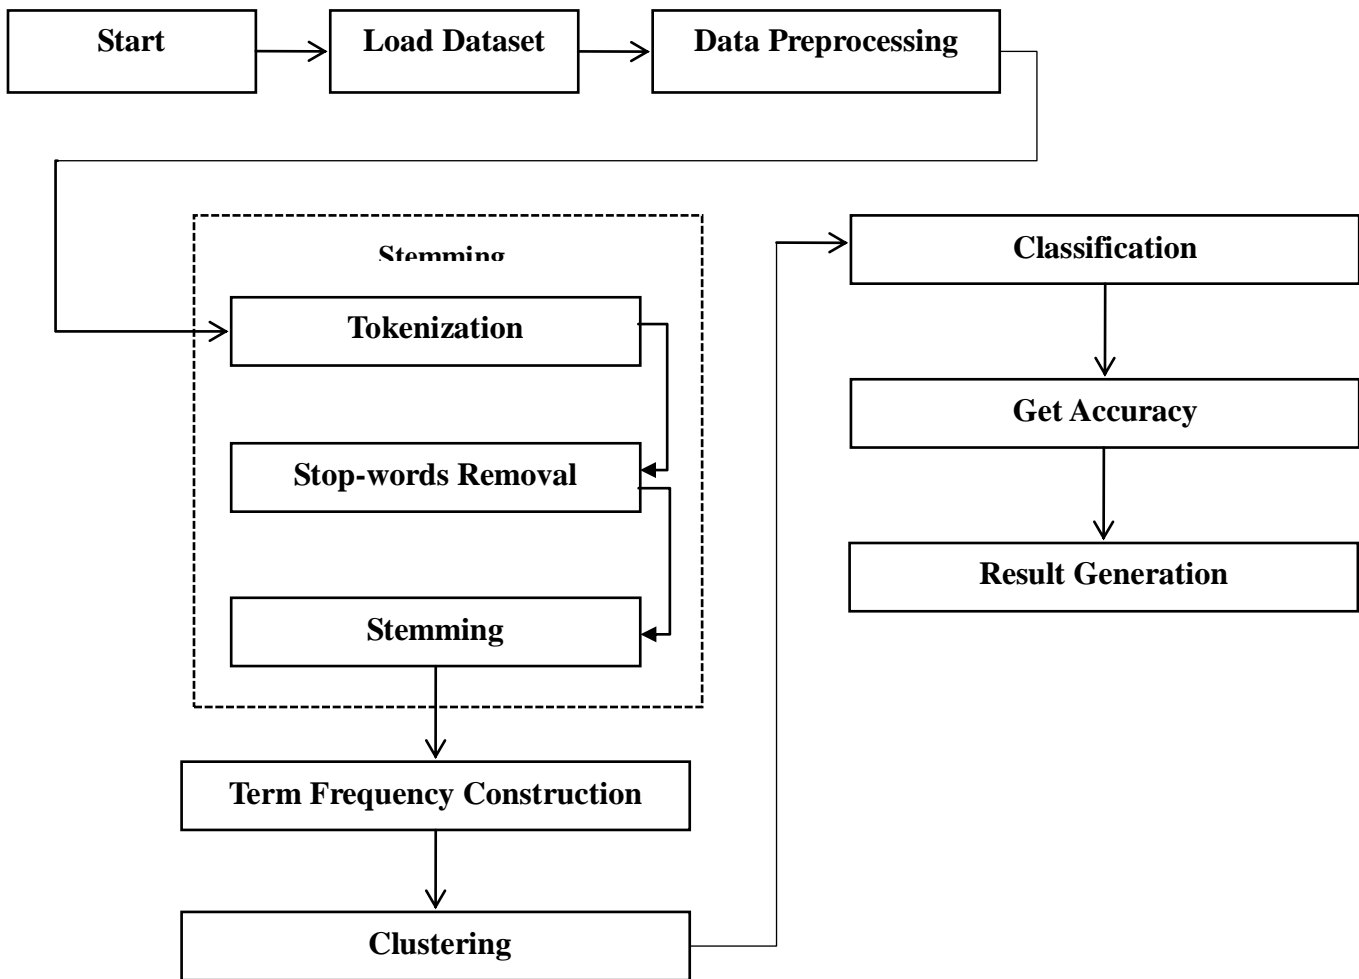 Start
Load Dataset
Data Preprocessing
Stemming
Tokenization
Stop-words Removal
Stemming
Term Frequency Construction
Clustering
Classification
Get Accuracy
Result Generation